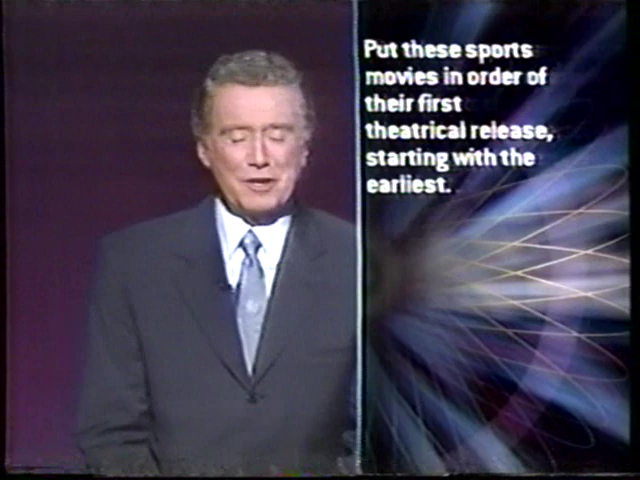 Put these sports
movies in order of
their first
theatrical release,
starting with the
earliest.